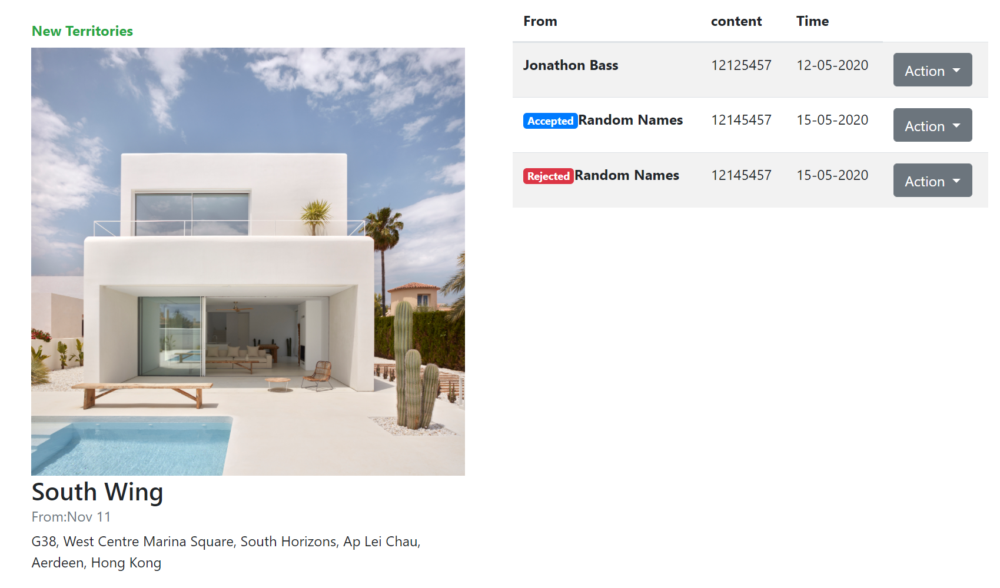 New Territories
South Wing
From:Nov 11
G38, West Centre Marina Square, South Horizons, Ap Lei Chau,
Aerdeen, Hong Kong
From content Time
Jonathon Bass 12125457 12-05-2020 Action
Accepted Random Names 12145457 15-05-2020 Action
Rejected Random Names 12145457 15-05-2020 Action